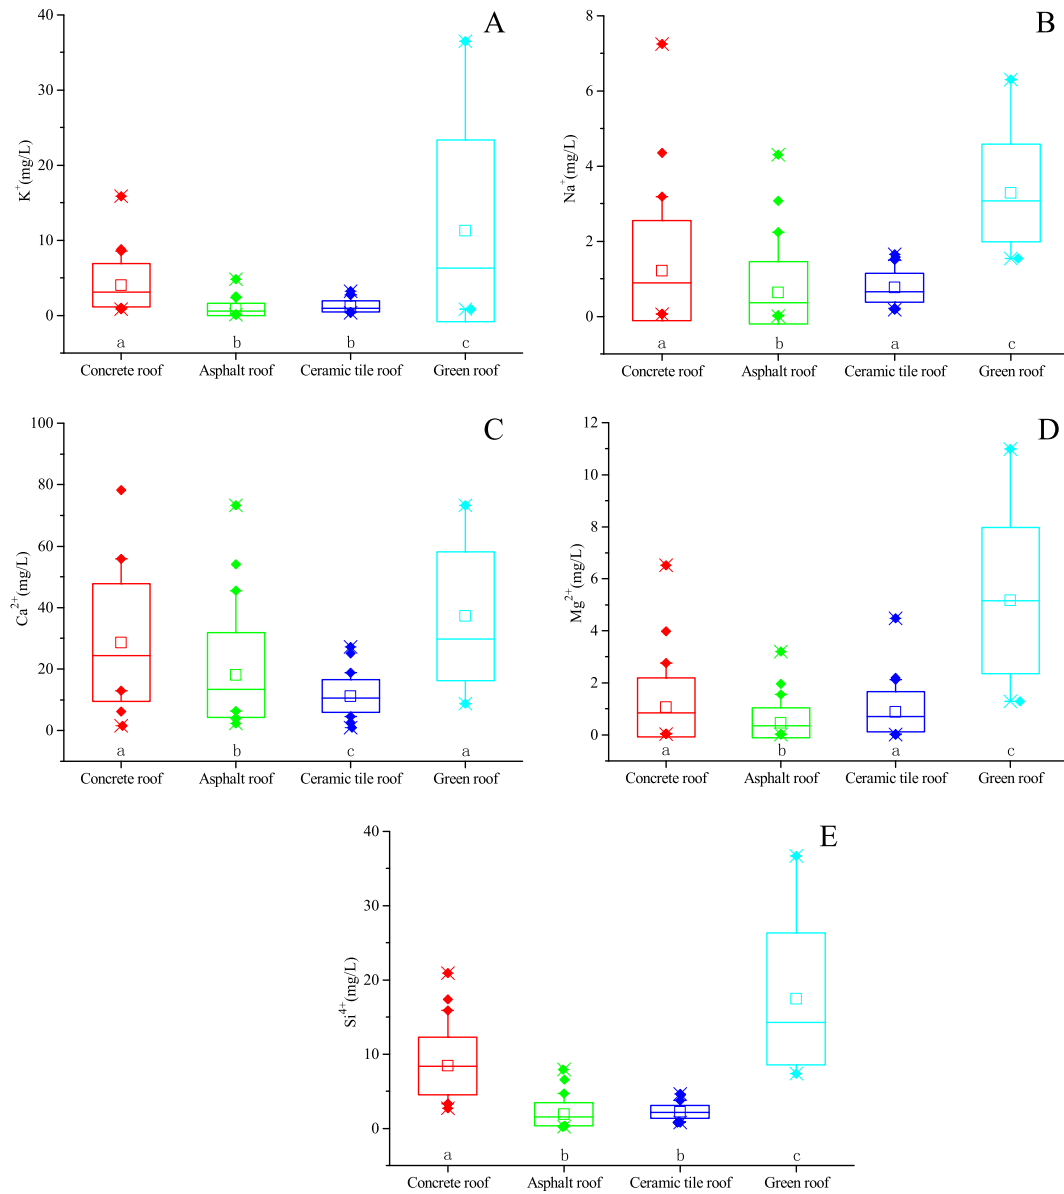 A
K⁺(mg/L)
40
30
20
10
0
a
b
b
c
Concrete roof
Asphalt roof
Ceramic tile roof
Green roof
B
Na⁺(mg/L)
8
6
4
2
0
a
b
a
c
Concrete roof
Asphalt roof
Ceramic tile roof
Green roof
C
Ca²⁺(mg/L)
100
80
60
40
20
0
a
b
c
a
Concrete roof
Asphalt roof
Ceramic tile roof
Green roof
D
Mg²⁺(mg/L)
12
10
8
6
4
2
0
a
b
a
c
Concrete roof
Asphalt roof
Ceramic tile roof
Green roof
E
Si⁴⁺(mg/L)
40
30
20
10
0
a
b
b
c
Concrete roof
Asphalt roof
Ceramic tile roof
Green roof